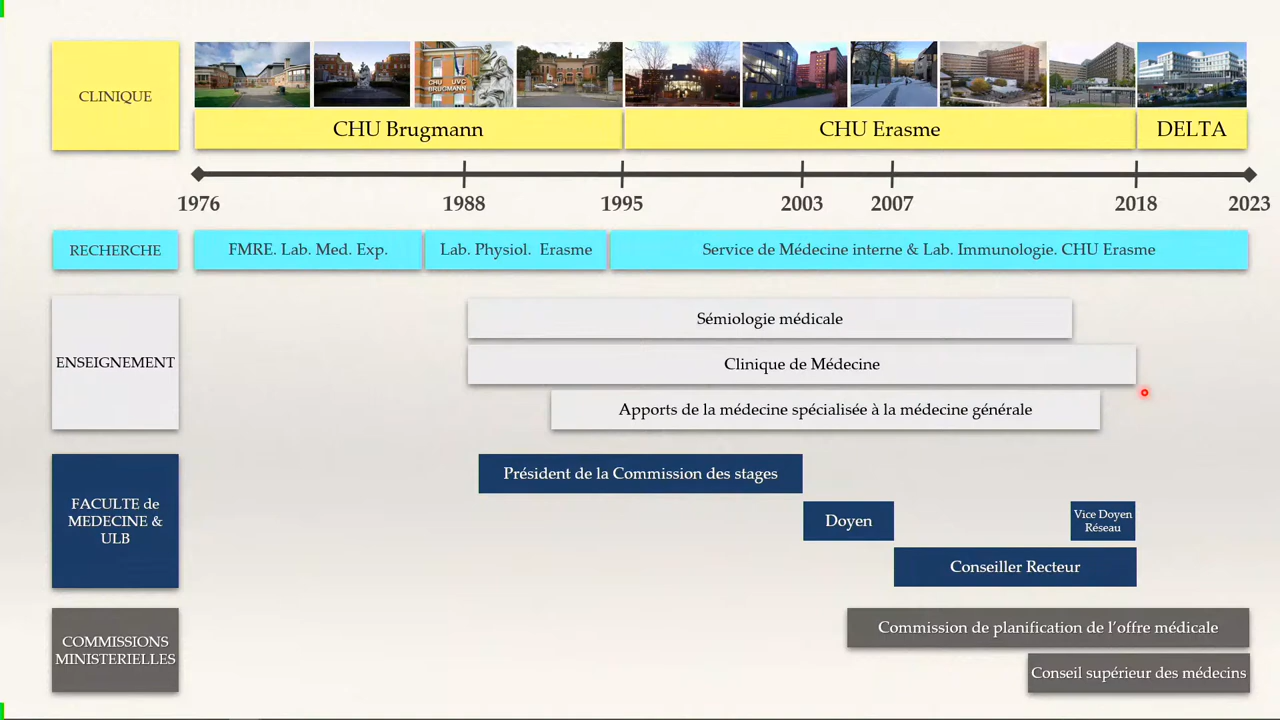 CLINIQUE
CHU UVC
BRUGMANN
CHU Brugmann
CHU Erasme
DELTA
1976
1988
1995
2003
2007
2018
2023
RECHERCHE
FMRE. Lab. Med. Exp.
Lab. Physiol. Erasme
Service de Médecine interne & Lab. Immunologie. CHU Erasme
ENSEIGNEMENT
Sémiologie médicale
Clinique de Médecine
Apports de la médecine spécialisée à la médecine générale
FACULTE de
MEDECINE &
ULB
Président de la Commission des stages
Doyen
Vice Doyen
Réseau
Conseiller Recteur
COMMISSIONS
MINISTERIELLES
Commission de planification de l’offre médicale
Conseil supérieur des médecins